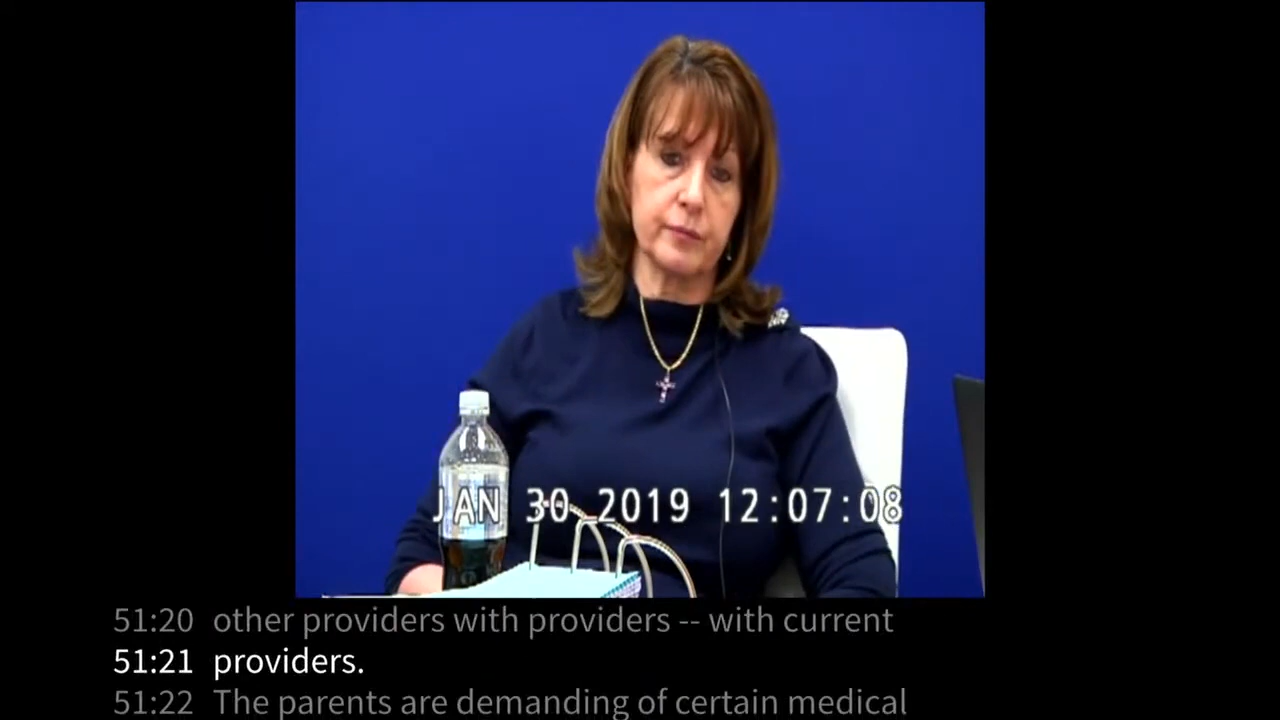 JAN 30 2019 12:07:08
51:20 other providers with providers -- with current
51:21 providers.
51:22 The parents are demanding of certain medical